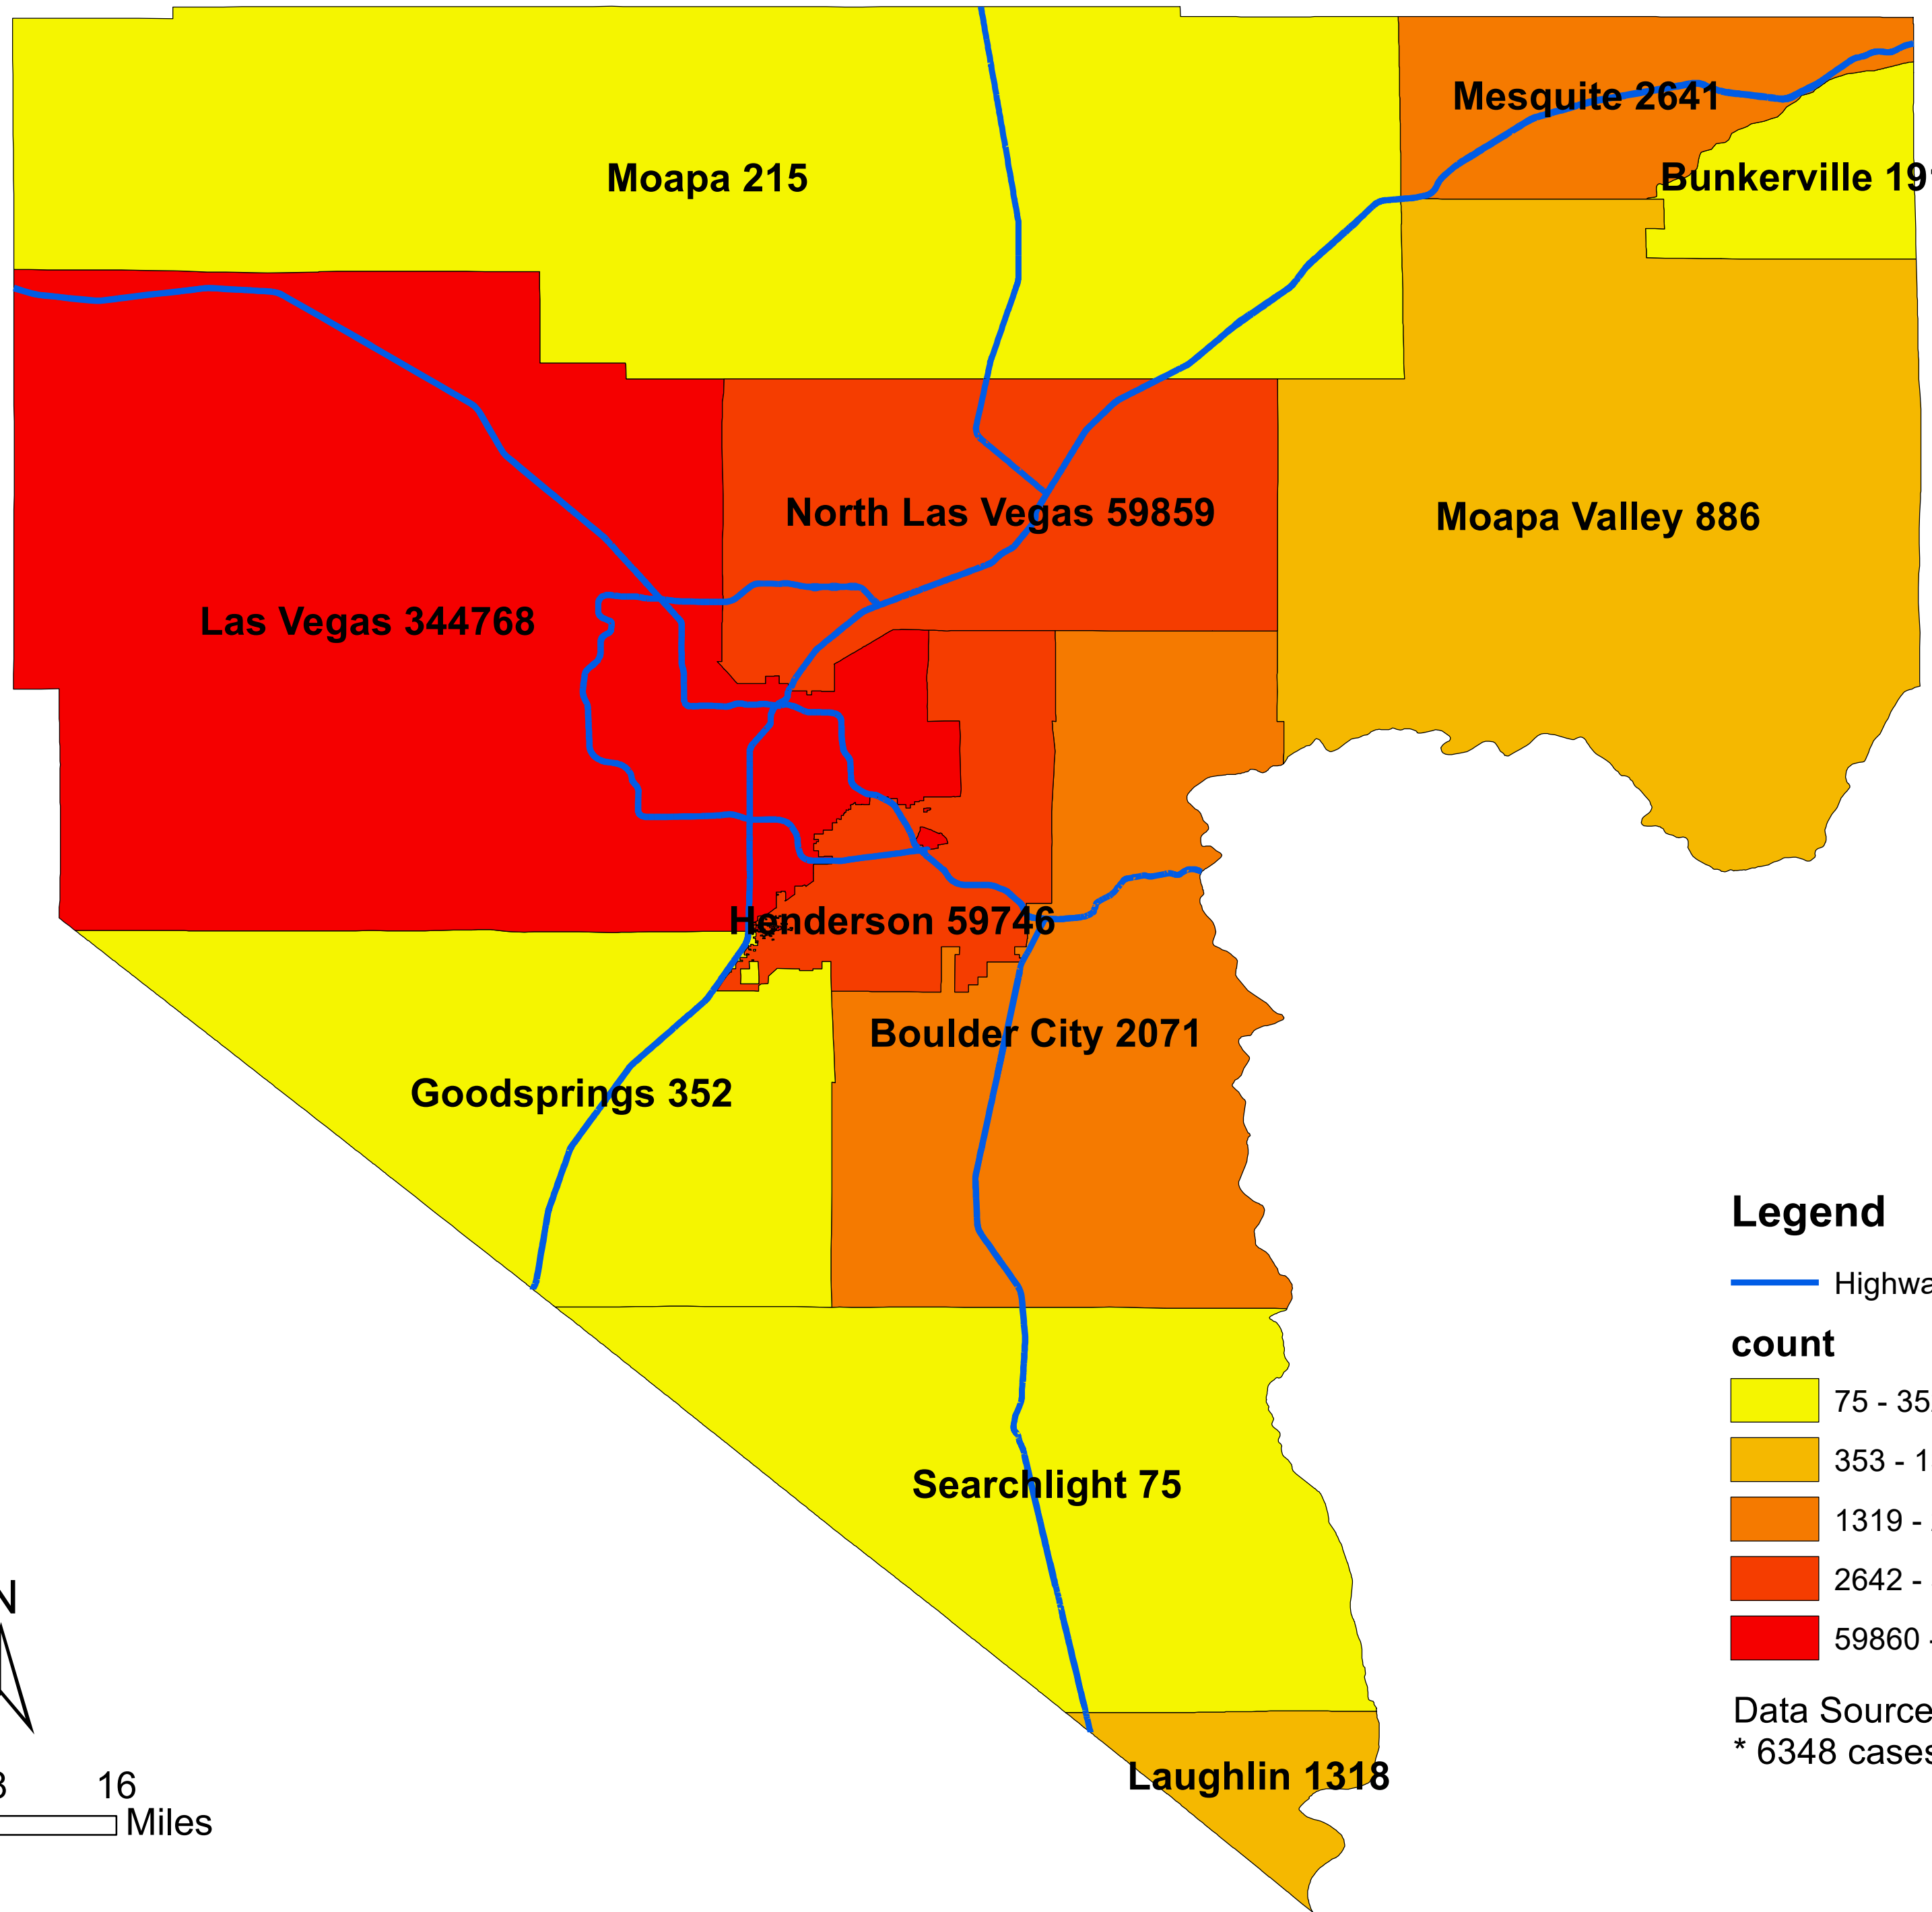 Mesquite 2641
Moapa 215
Bunkerville 19
North Las Vegas 59859
Moapa Valley 886
Las Vegas 344768
Henderson 59746
Boulder City 2071
Goodsprings 352
Searchlight 75
Laughlin 1318
Legend
count
75 - 35
353 - 1
1319 -
2642 -
59860 -
Data Source
* 6348 cases
N
16
Miles